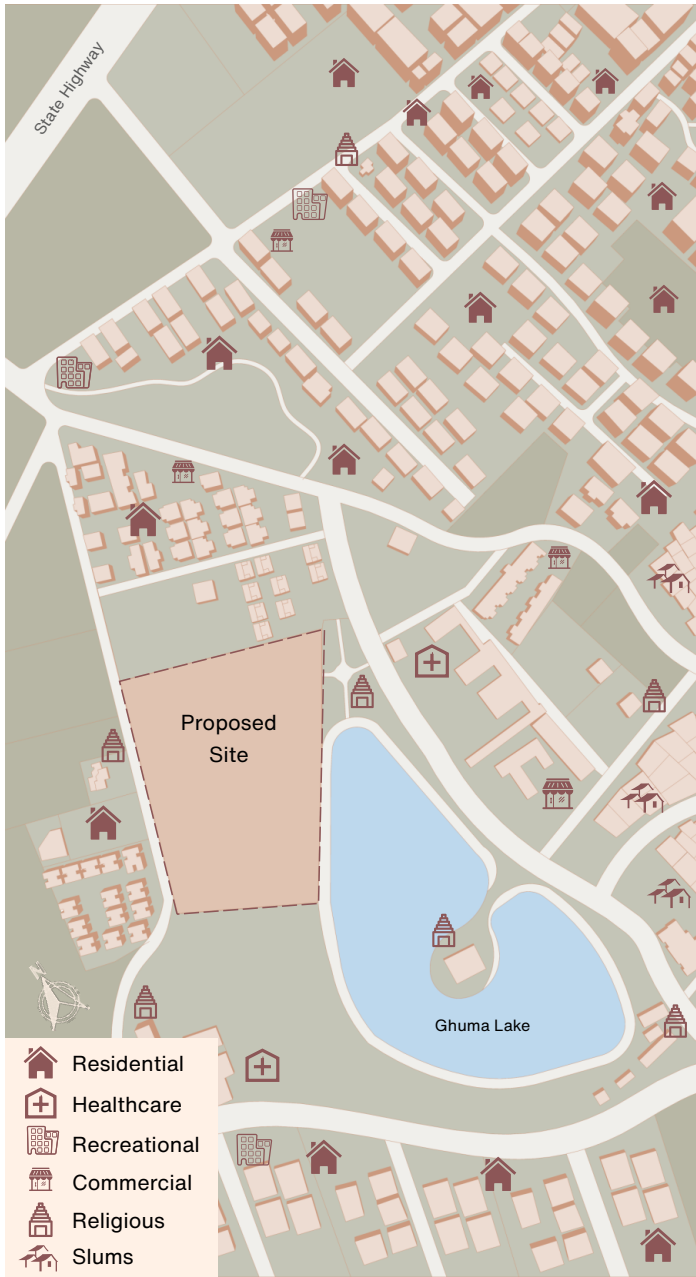 State Highway
Proposed
Site
Ghuma Lake
N
Residential
Healthcare
Recreational
Commercial
Religious
Slums